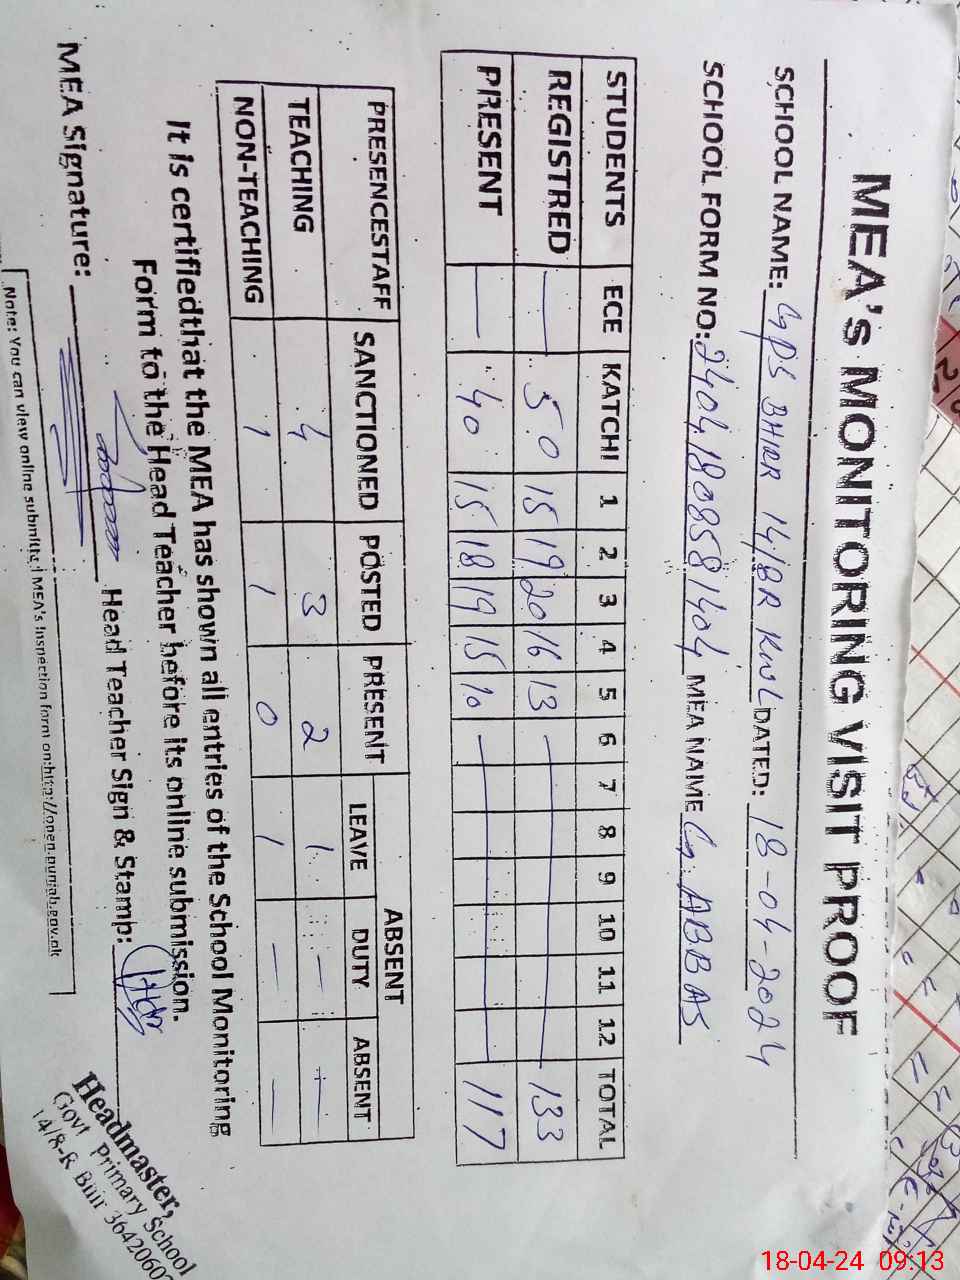 MEA's MONITORING VISIT PROOF
SCHOOL NAME: GPS BHRR 14/8R KWL DATED: 18-04-2024
SCHOOL FORM NO: 24041808581404 MEA NAME G. ABBAS
STUDENTS ECE KATCHI 1 2 3 4 5 6 7 8 9 10 11 12 TOTAL
REGISTRED — 50 15 19 20 16 13 — 133
PRESENT — 40 15 18 19 15 10 — 117
PRESENCESTAFF SANCTIONED POSTED PRESENT ABSENT
LEAVE DUTY ABSENT
TEACHING 4 3 2 1 — —
NON-TEACHING 1 1 0 1 — —
It is certifiedthat the MEA has shown all entries of the School Monitoring
Form to the Head Teacher before its online submission.
MEA Signature: Head Teacher Sign & Stamp:
Headmaster,
Govt Primary School
14/8-R
Note: You can view online submitted MEA's Inspection form on:http://open.punjab.gov.pk
18-04-24 09:13